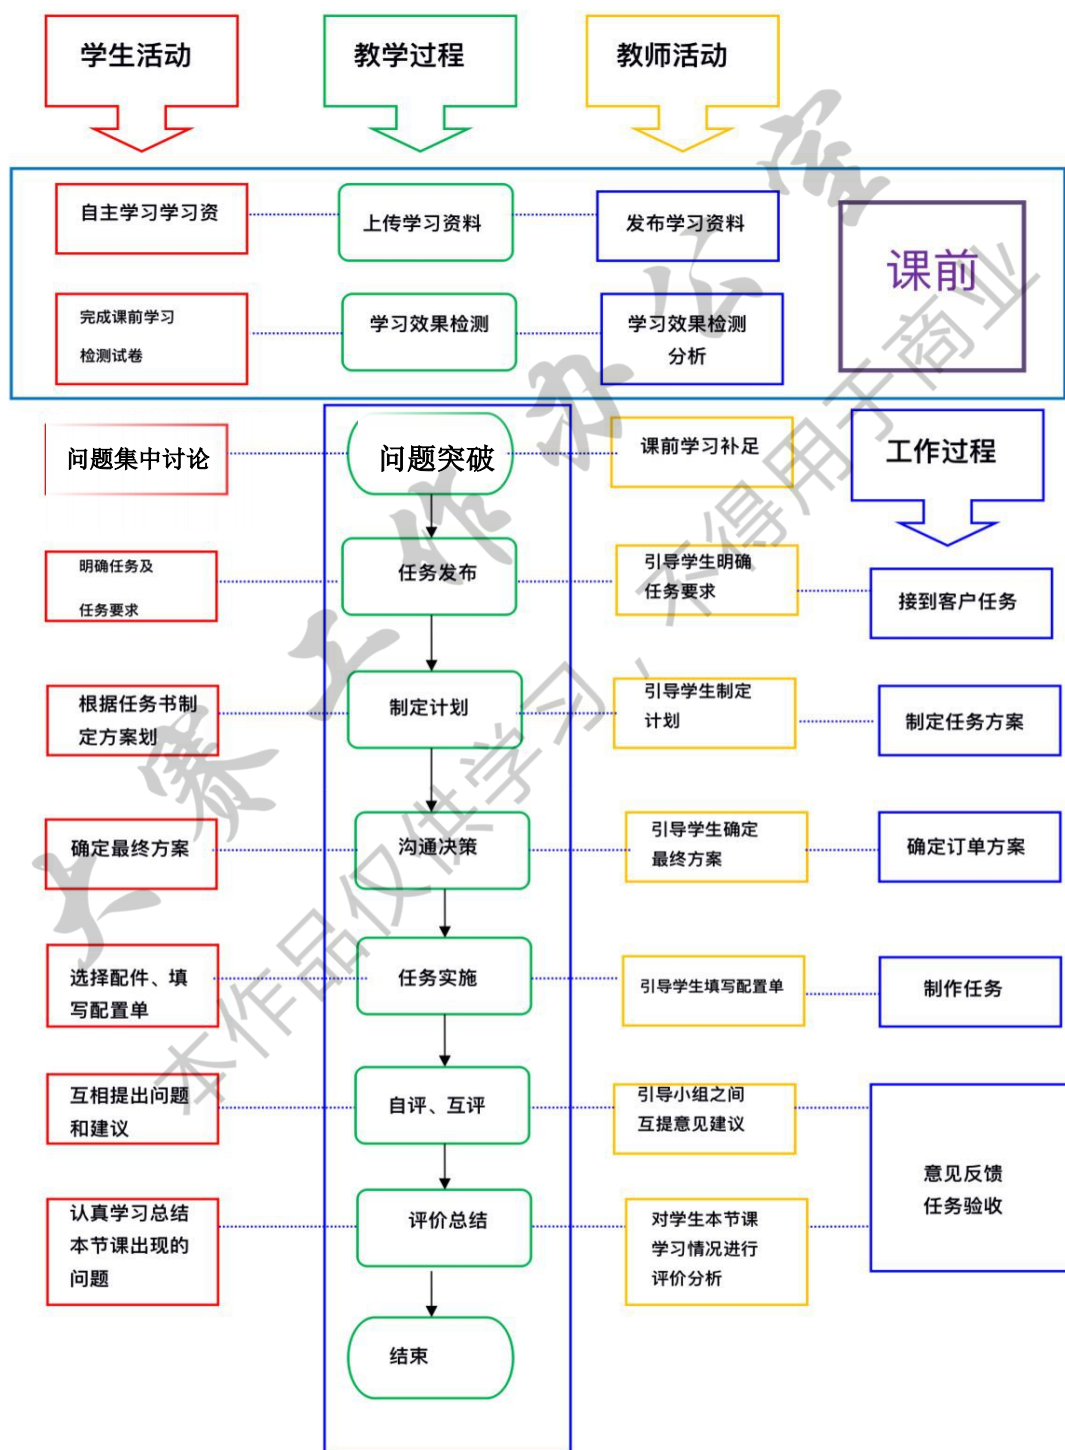 学生活动
教学过程
教师活动
自主学习学习资
上传学习资料
发布学习资料
课前
完成课前学习
检测试卷
学习效果检测
学习效果检测
分析
问题集中讨论
问题突破
课前学习补足
工作过程
明确任务及
任务要求
任务发布
引导学生明确
任务要求
接到客户任务
根据任务书制
定方案划
制定计划
引导学生制定
计划
制定任务方案
确定最终方案
沟通决策
引导学生确定
最终方案
确定订单方案
选择配件、填
写配置单
任务实施
引导学生填写配置单
制作任务
互相提出问题
和建议
自评、互评
引导小组之间
互提意见建议
意见反馈
任务验收
认真学习总结
本节课出现的
问题
评价总结
对学生本节课
学习情况进行
评价分析
结束
大赛工作办公室
本作品仅供学习，不得用于商业